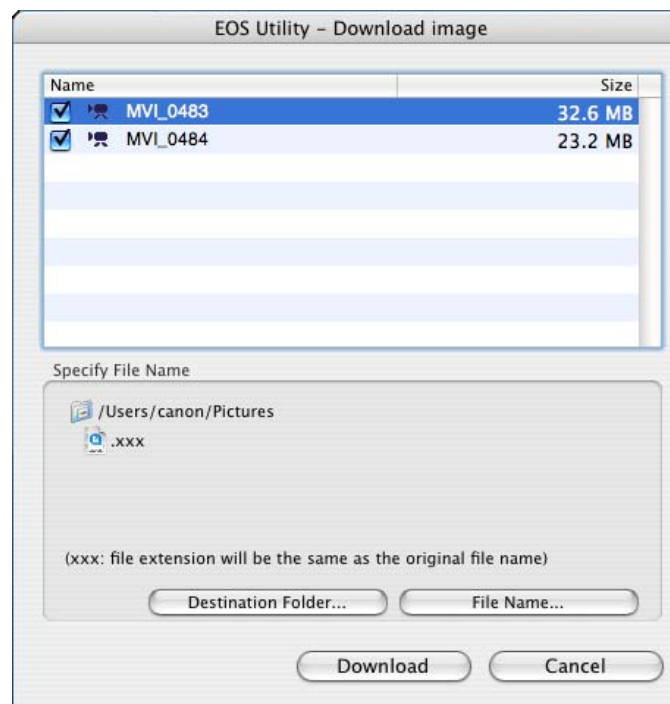 EOS Utility - Download image
Name Size
MVI_0483 32.6 MB
MVI_0484 23.2 MB
Specify File Name
/Users/canon/Pictures
.xxx
(xxx: file extension will be the same as the original file name)
Destination Folder... File Name...
Download Cancel